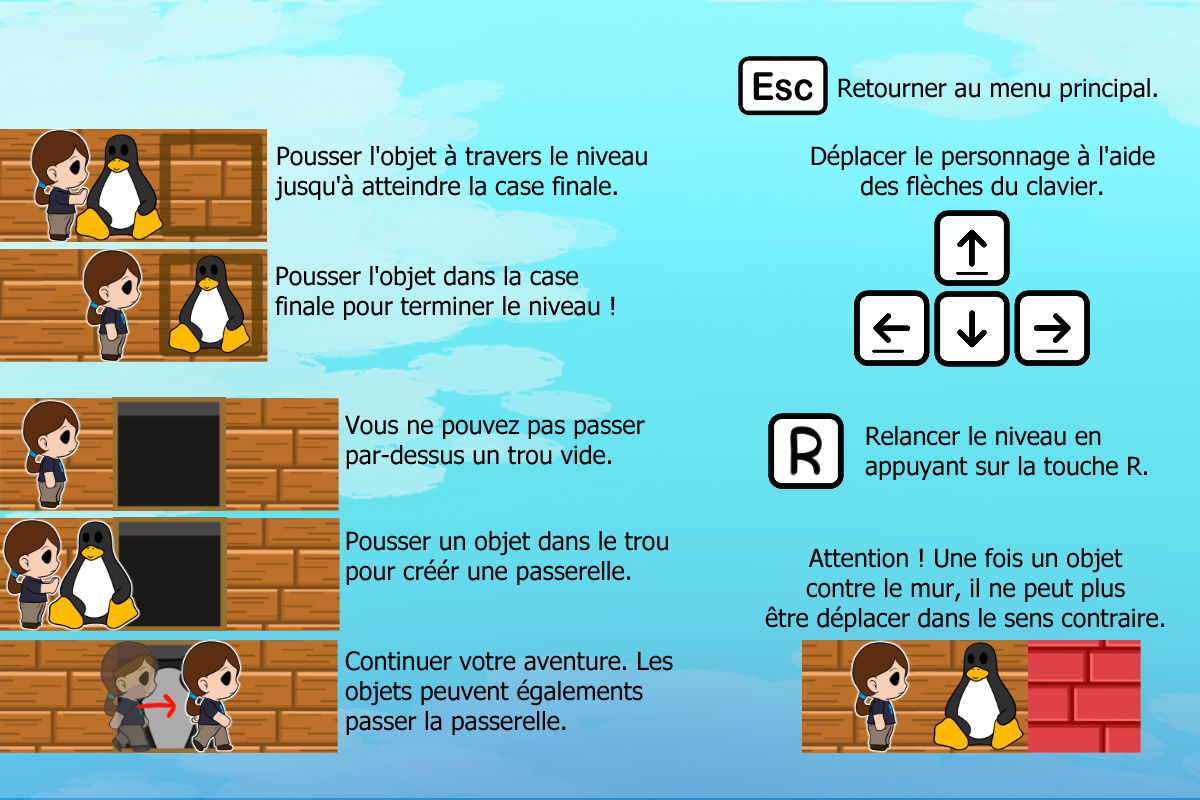 Esc
Retourner au menu principal.
Pousser l'objet à travers le niveau
jusqu'à atteindre la case finale.
Pousser l'objet dans la case
finale pour terminer le niveau !
Vous ne pouvez pas passer
par-dessus un trou vide.
Pousser un objet dans le trou
pour créér une passerelle.
Continuer votre aventure. Les
objets peuvent égalements
passer la passerelle.
Déplacer le personnage à l'aide
des flèches du clavier.
↑
← ↓ →
R
Relancer le niveau en
appuyant sur la touche R.
Attention ! Une fois un objet
contre le mur, il ne peut plus
être déplacer dans le sens contraire.